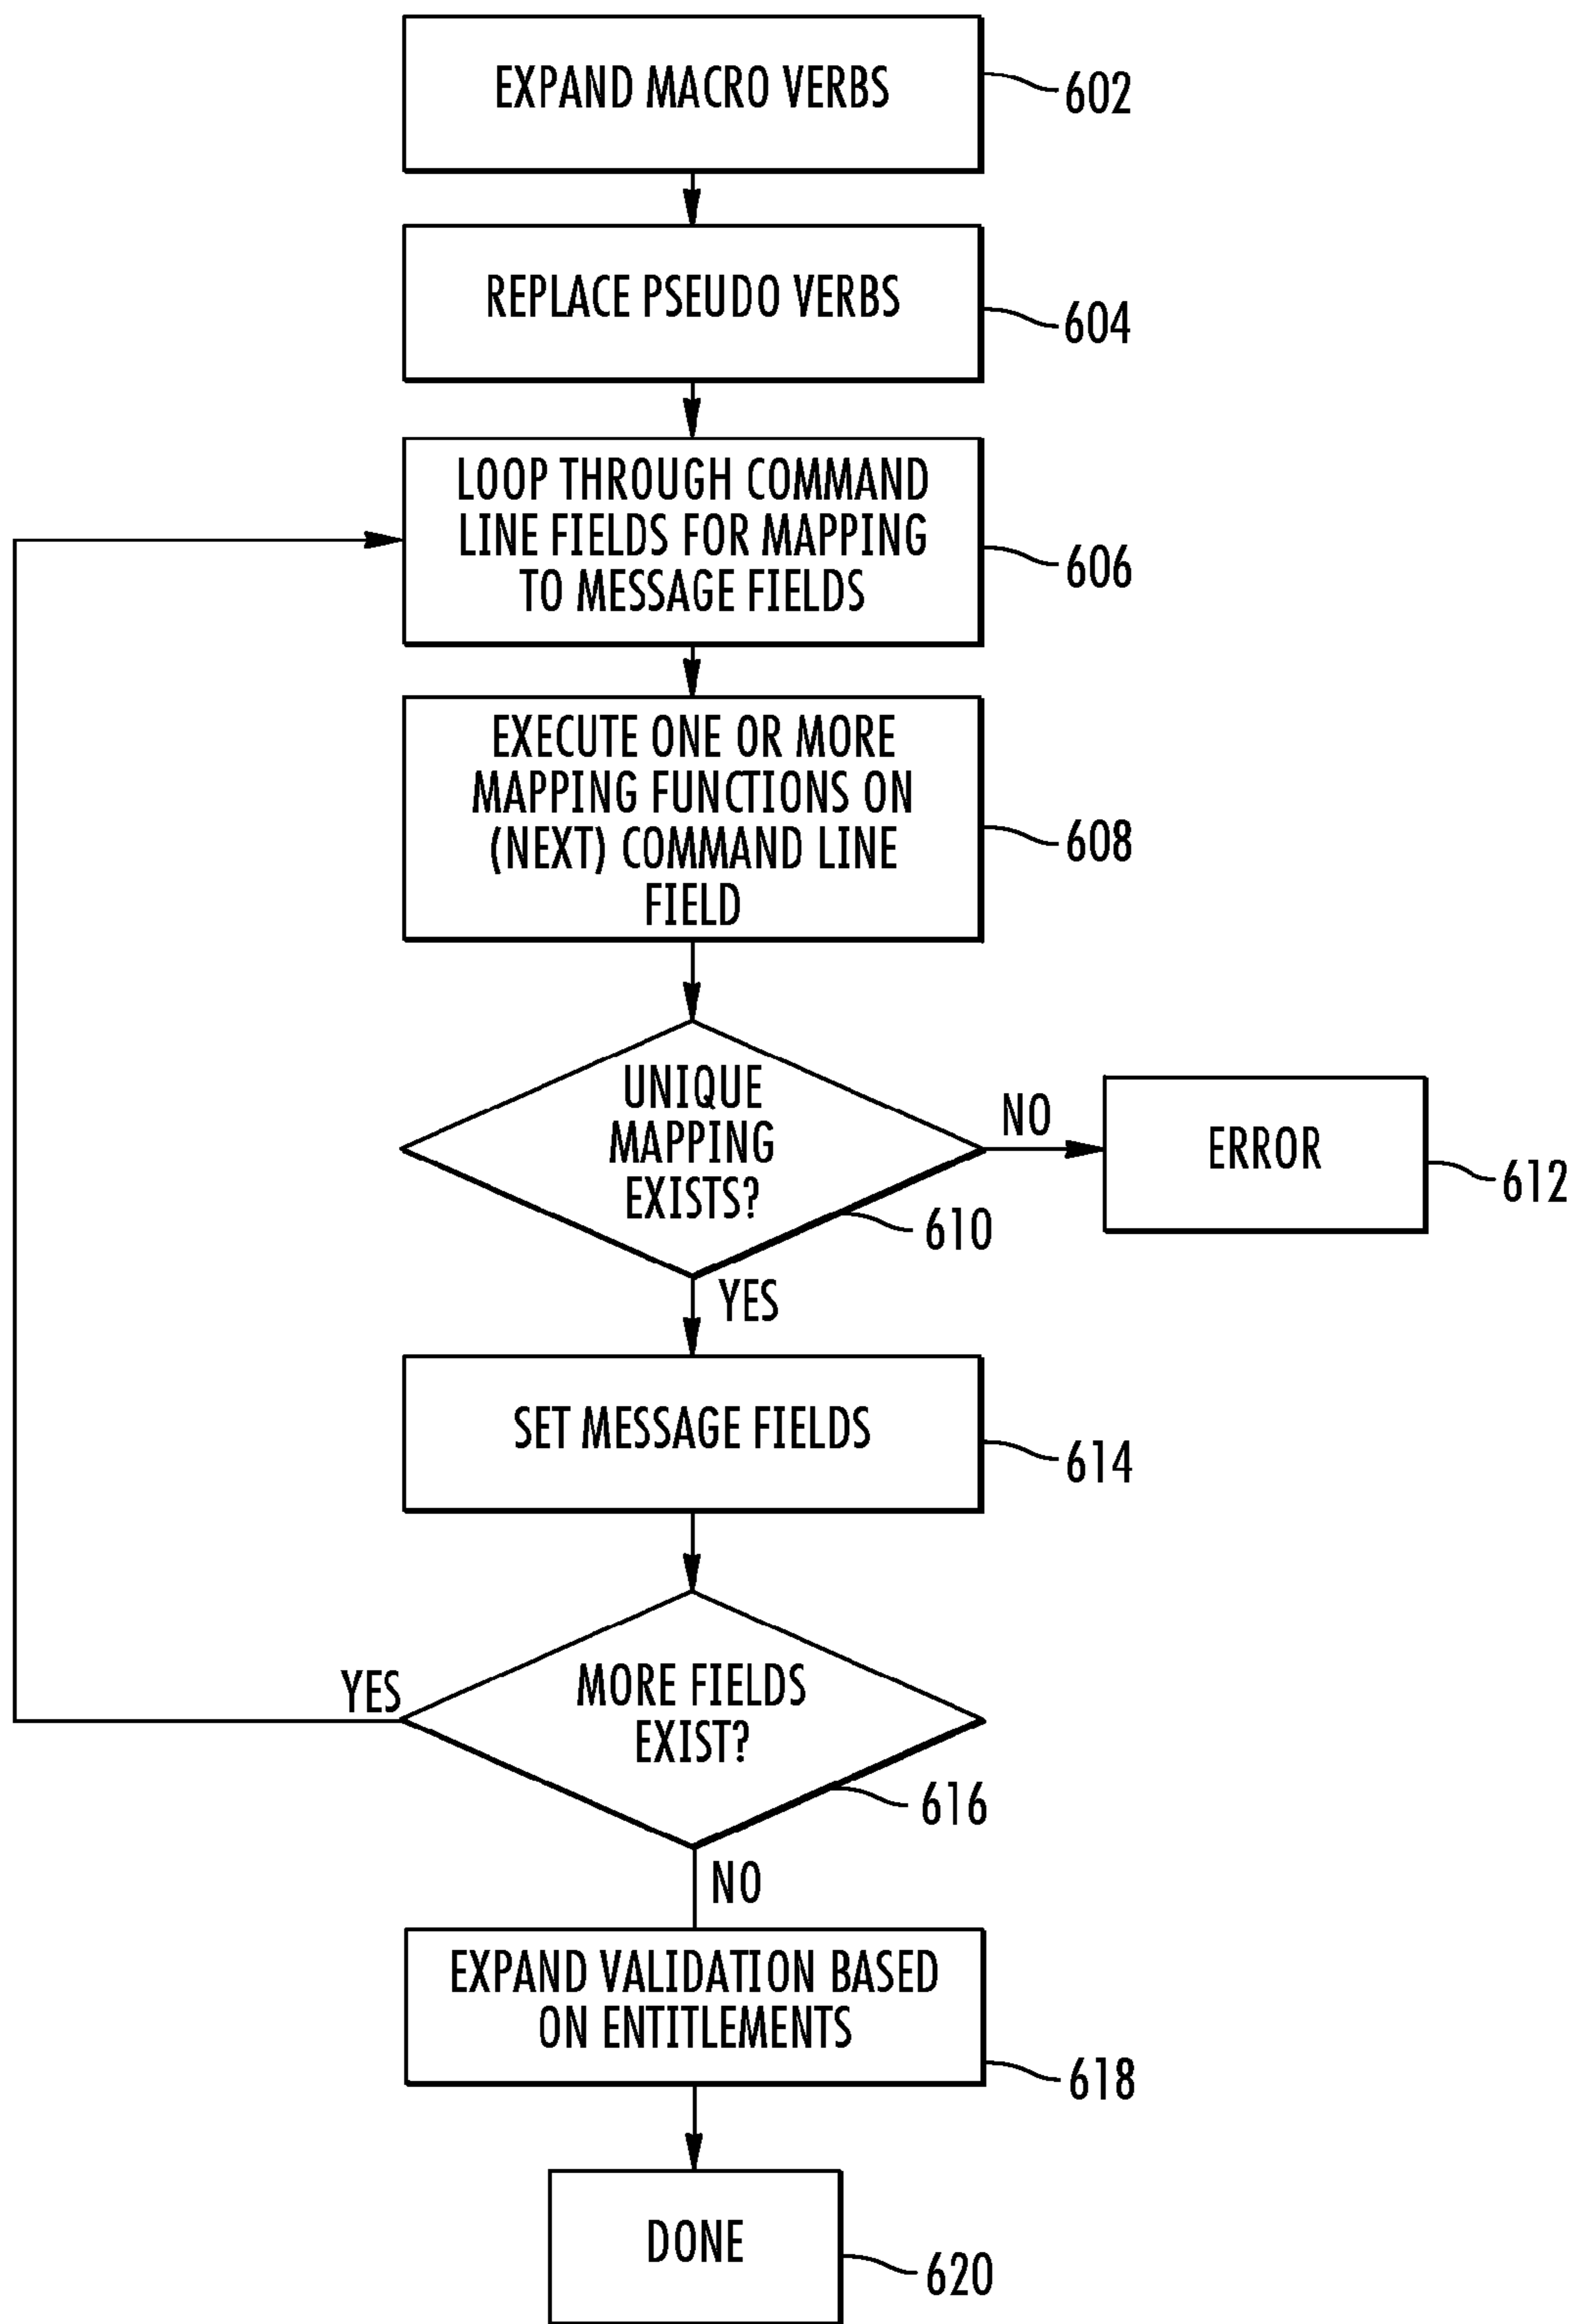 EXPAND MACRO VERBS
602
REPLACE PSEUDO VERBS
604
LOOP THROUGH COMMAND
LINE FIELDS FOR MAPPING
TO MESSAGE FIELDS
606
EXECUTE ONE OR MORE
MAPPING FUNCTIONS ON
(NEXT) COMMAND LINE
FIELD
608
UNIQUE
MAPPING
EXISTS?
610
NO
ERROR
612
YES
SET MESSAGE FIELDS
614
MORE FIELDS
EXIST?
616
YES
NO
EXPAND VALIDATION BASED
ON ENTITLEMENTS
618
DONE
620